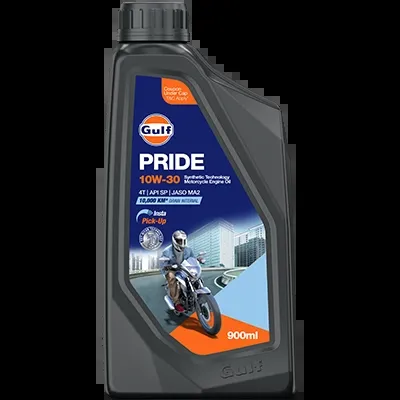 Coupon
Under Cap
*T&C Apply
Gulf
PRIDE
10W-30
Synthetic Technology
Motorcycle Engine Oil
4T | API SP | JASO MA2
10,000 KM* DRAIN INTERVAL
Insta
Pick-Up
900ml
Gulf